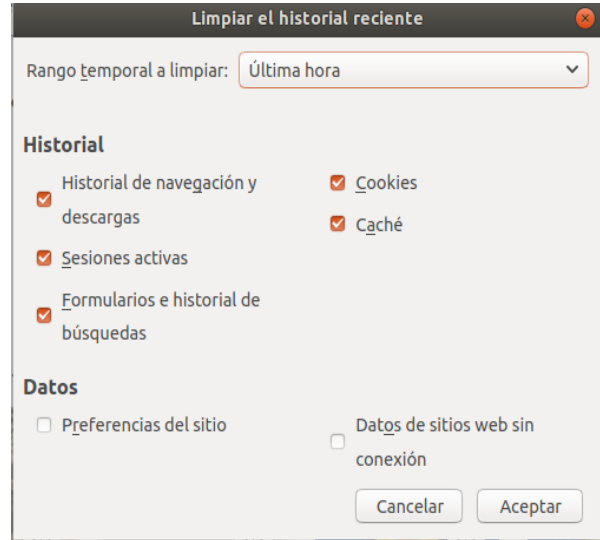 Limpiar el historial reciente
Rango temporal a limpiar: Última hora
Historial
Historial de navegación y
descargas
Cookies
Caché
Sesiones activas
Formularios e historial de
búsquedas
Datos
Preferencias del sitio
Datos de sitios web sin
conexión
Cancelar
Aceptar